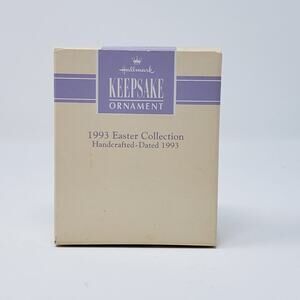 Hallmark
KEEPSAKE
ORNAMENT
1993 Easter Collection
Handcrafted-Dated 1993